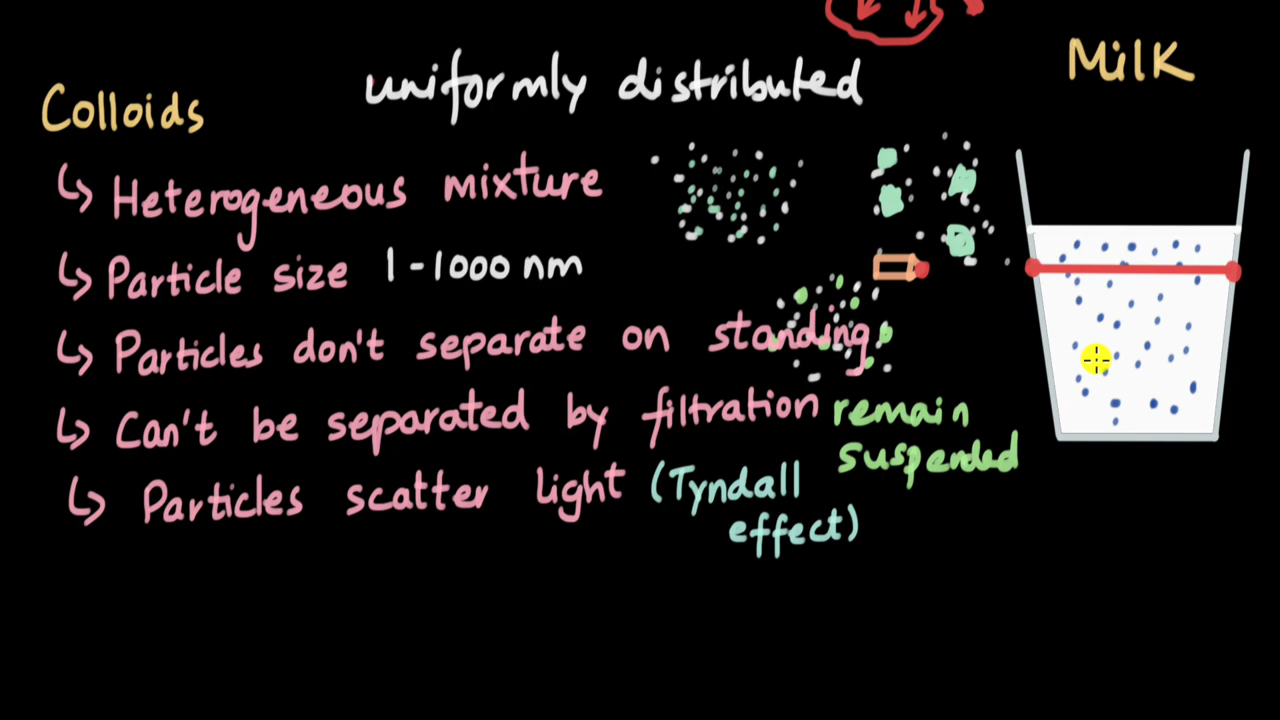 uniformly distributed
Milk
Colloids
↳ Heterogeneous mixture
↳ Particle size 1-1000 nm
↳ Particles don't separate on standing
↳ Can't be separated by filtration
remain suspended
↳ Particles scatter light (Tyndall effect)